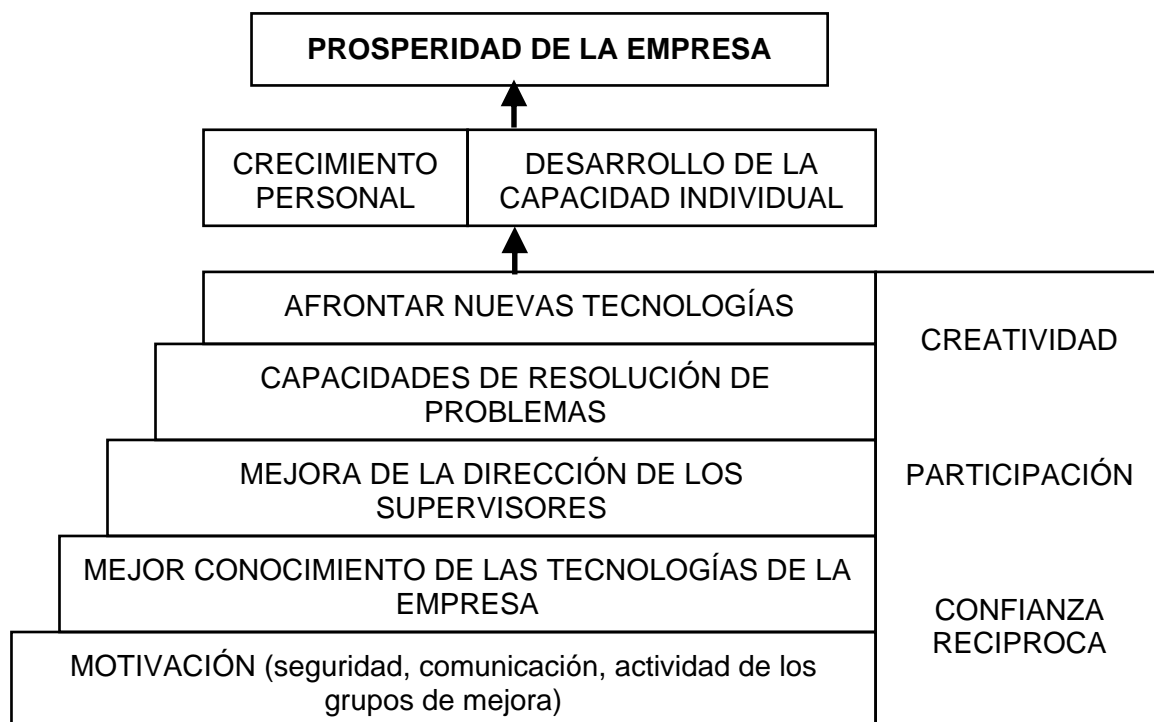 PROSPERIDAD DE LA EMPRESA
CRECIMIENTO
PERSONAL
DESARROLLO DE LA
CAPACIDAD INDIVIDUAL
AFRONTAR NUEVAS TECNOLOGÍAS
CREATIVIDAD
CAPACIDADES DE RESOLUCIÓN DE
PROBLEMAS
MEJORA DE LA DIRECCIÓN DE LOS
SUPERVISORES
PARTICIPACIÓN
MEJOR CONOCIMIENTO DE LAS TECNOLOGÍAS DE LA
EMPRESA
CONFIANZA
RECIPROCA
MOTIVACIÓN (seguridad, comunicación, actividad de los
grupos de mejora)